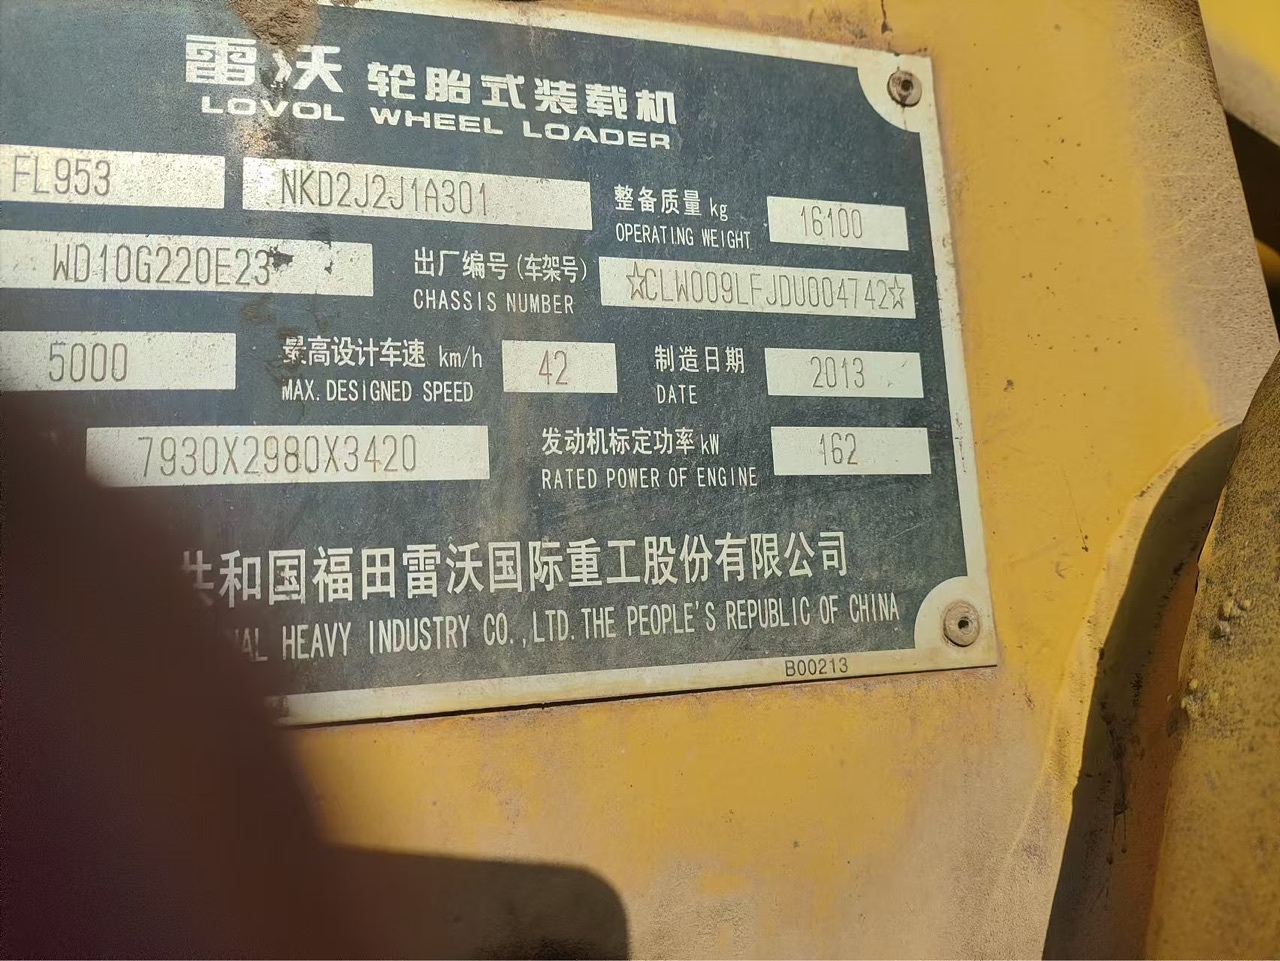 雷沃 轮胎式装载机
LOVOL WHEEL LOADER
FL953 NKD2J2J1A301 整备质量 kg 16100
OPERATING WEIGHT
WD10G220E23 出厂编号(车架号) ☆CLW009LFJDU004742☆
CHASSIS NUMBER
5000 最高设计车速 km/h 42 制造日期 2013
MAX. DESIGNED SPEED DATE
7930X2980X3420 发动机标定功率 kW 162
RATED POWER OF ENGINE
共和国福田雷沃国际重工股份有限公司
HEAVY INDUSTRY CO.,LTD. THE PEOPLE'S REPUBLIC OF CHINA
B00213